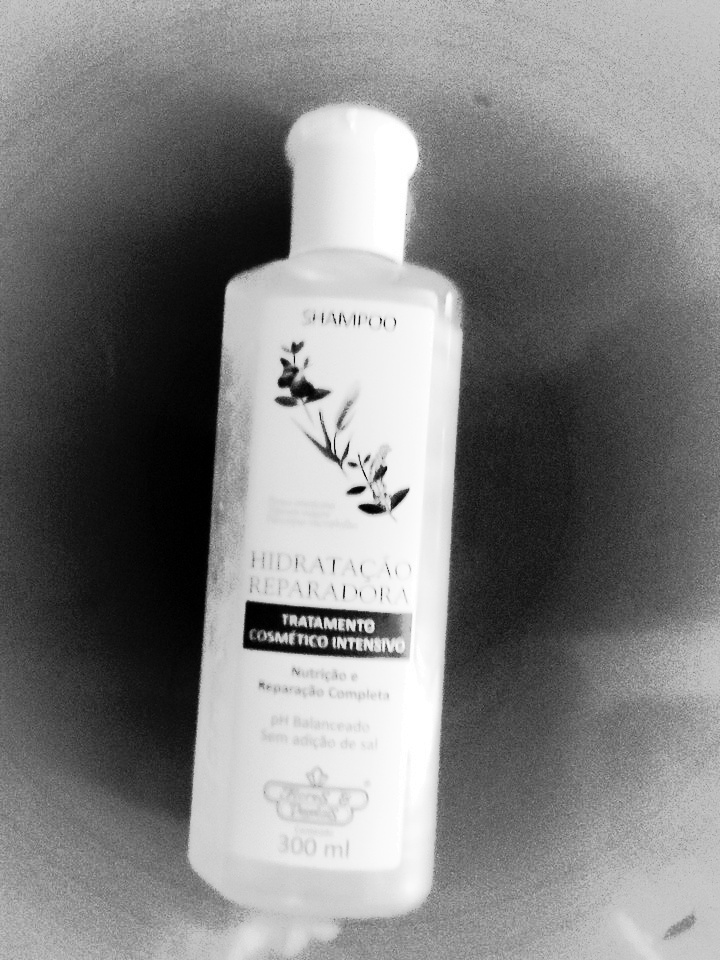 SHAMPOO
HIDRATAÇÃO
REPARADORA
TRATAMENTO
COSMÉTICO INTENSIVO
Nutrição e
Reparação Completa
pH Balanceado
Sem adição de sal
300 ml